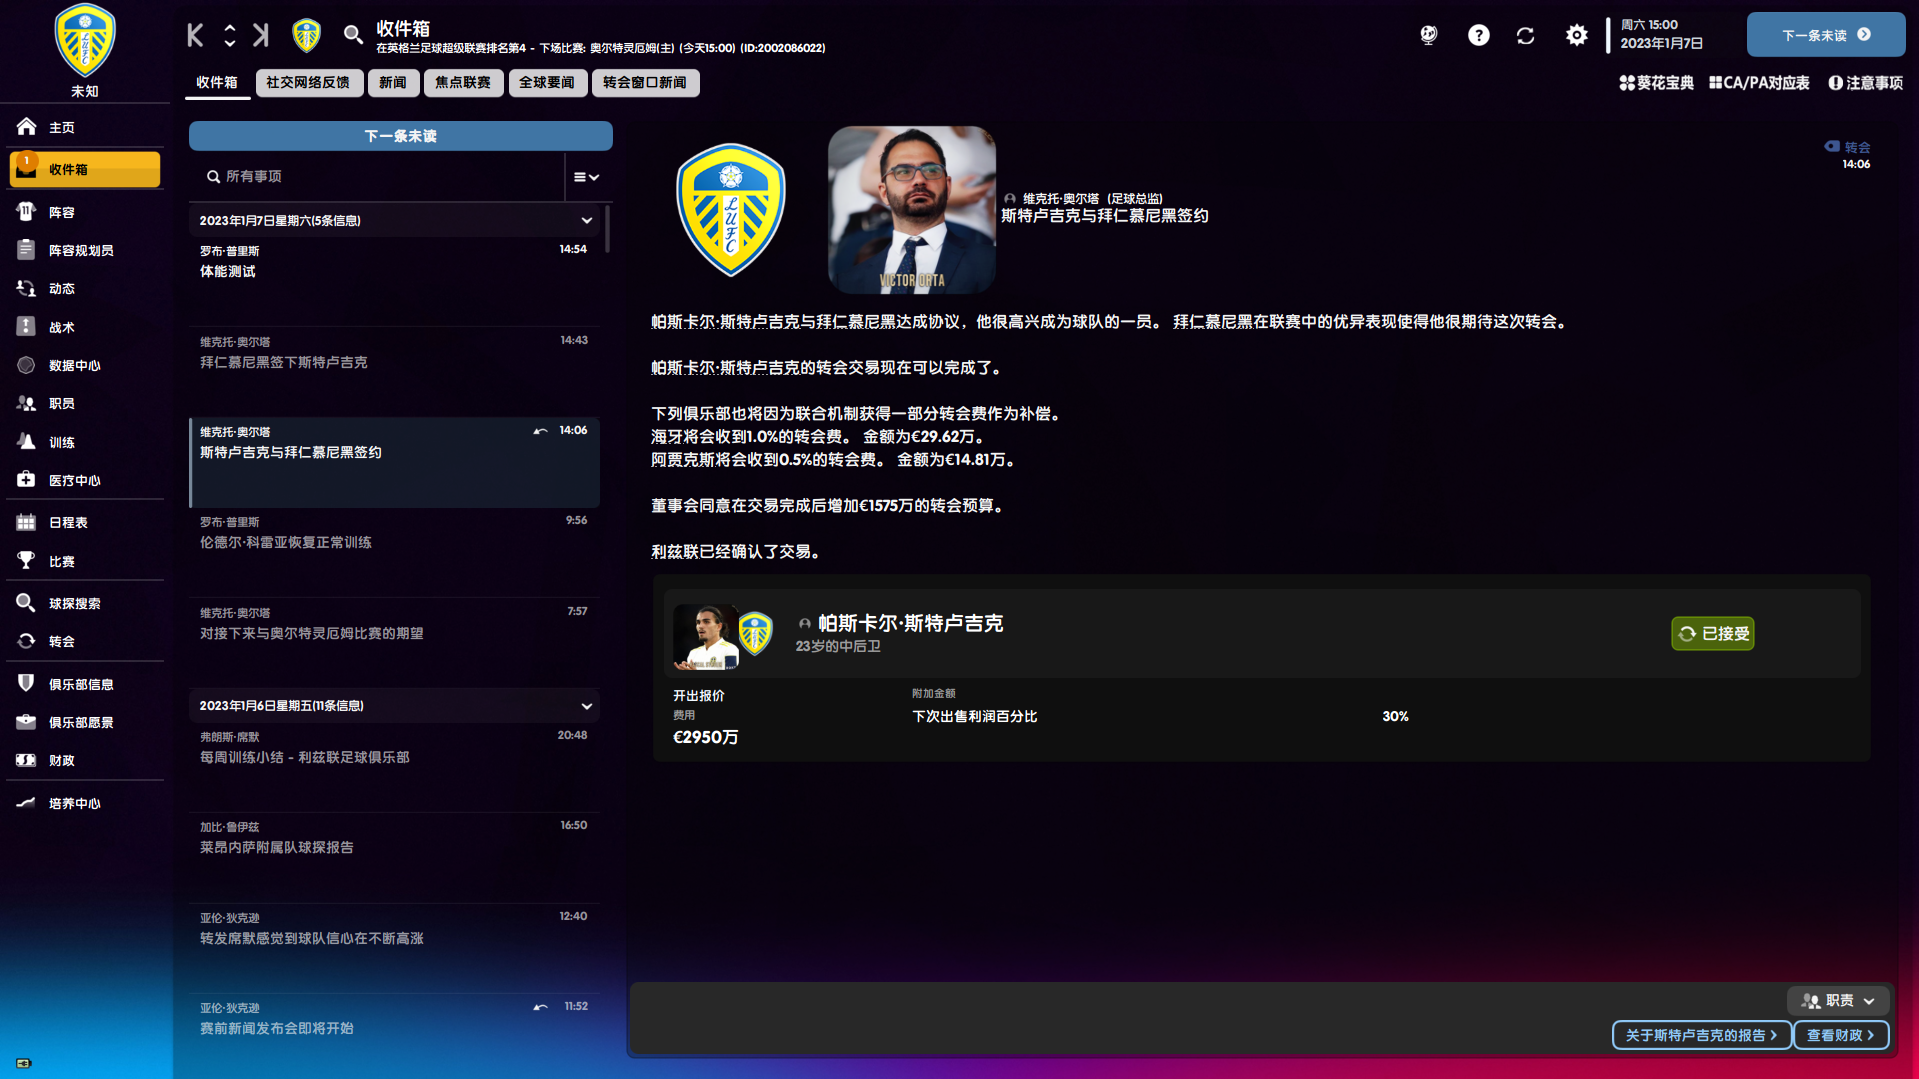 未知
主页
1
收件箱
阵容
阵容规划员
动态
战术
数据中心
职员
训练
医疗中心
日程表
比赛
球探搜索
转会
俱乐部信息
俱乐部愿景
财政
培养中心
收件箱
在英格兰足球超级联赛排名第4 - 下场比赛: 奥尔特灵厄姆(主) (今天15:00) (ID:2002086022)
周六 15:00
2023年1月7日
下一条未读
收件箱
社交网络反馈
新闻
焦点联赛
全球要闻
转会窗口新闻
葵花宝典
CA/PA对应表
注意事项
下一条未读
所有事项
2023年1月7日星期六(5条信息)
罗布·普里斯
14:54
体能测试
维克托·奥尔塔
14:43
拜仁慕尼黑签下斯特卢吉克
维克托·奥尔塔
14:06
斯特卢吉克与拜仁慕尼黑签约
罗布·普里斯
9:56
伦德尔·科雷亚恢复正常训练
维克托·奥尔塔
7:57
对接下来与奥尔特灵厄姆比赛的期望
2023年1月6日星期五(11条信息)
弗朗斯·席默
20:48
每周训练小结 - 利兹联足球俱乐部
加比·鲁伊兹
16:50
莱昂内萨附属队球探报告
亚伦·狄克逊
12:40
转发席默感觉到球队信心在不断高涨
亚伦·狄克逊
11:52
赛前新闻发布会即将开始
LUFC
VICTOR ORTA
维克托·奥尔塔 (足球总监)
斯特卢吉克与拜仁慕尼黑签约
转会
14:06
帕斯卡尔·斯特卢吉克与拜仁慕尼黑达成协议，他很高兴成为球队的一员。 拜仁慕尼黑在联赛中的优异表现使得他很期待这次转会。
帕斯卡尔·斯特卢吉克的转会交易现在可以完成了。
下列俱乐部也将因为联合机制获得一部分转会费作为补偿。
海牙将会收到1.0%的转会费。 金额为€29.62万。
阿贾克斯将会收到0.5%的转会费。 金额为€14.81万。
董事会同意在交易完成后增加€1575万的转会预算。
利兹联已经确认了交易。
帕斯卡尔·斯特卢吉克
23岁的中后卫
已接受
开出报价
费用
€2950万
附加金额
下次出售利润百分比
30%
职责
关于斯特卢吉克的报告
查看财政